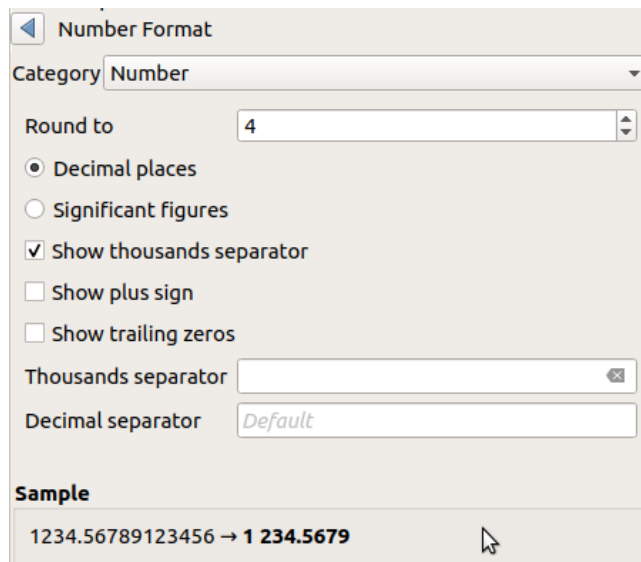 Number Format
Category Number
Round to 4
Decimal places
Significant figures
Show thousands separator
Show plus sign
Show trailing zeros
Thousands separator
Decimal separator Default
Sample
1234.56789123456 → 1 234.5679